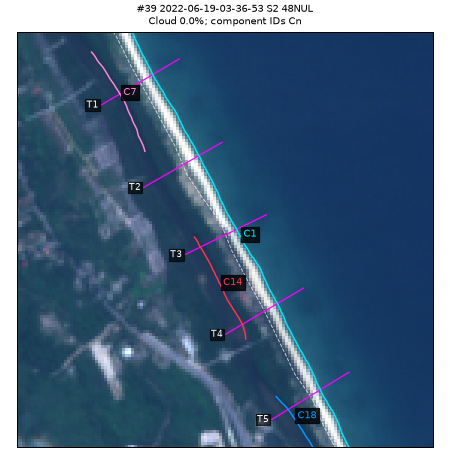 #39 2022-06-19-03-36-53 S2 48NUL
Cloud 0.0%; component IDs Cn
C7
T1
T2
C1
T3
C14
T4
C18
T5